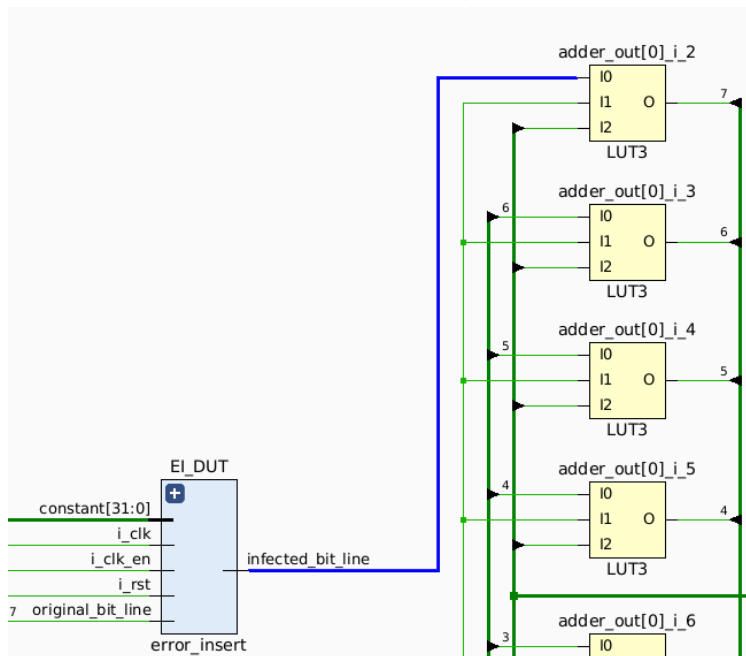 adder_out[0]_i_2
I0
I1 O 7
I2
LUT3
adder_out[0]_i_3
6 I0
I1 O 6
I2
LUT3
adder_out[0]_i_4
5 I0
I1 O 5
I2
LUT3
EI_DUT
adder_out[0]_i_5
+
4 I0
constant[31:0]
I1 O 4
i_clk
I2
i_clk_en
infected_bit_line
LUT3
i_rst
7 original_bit_line
error_insert
adder_out[0]_i_6
3 I0